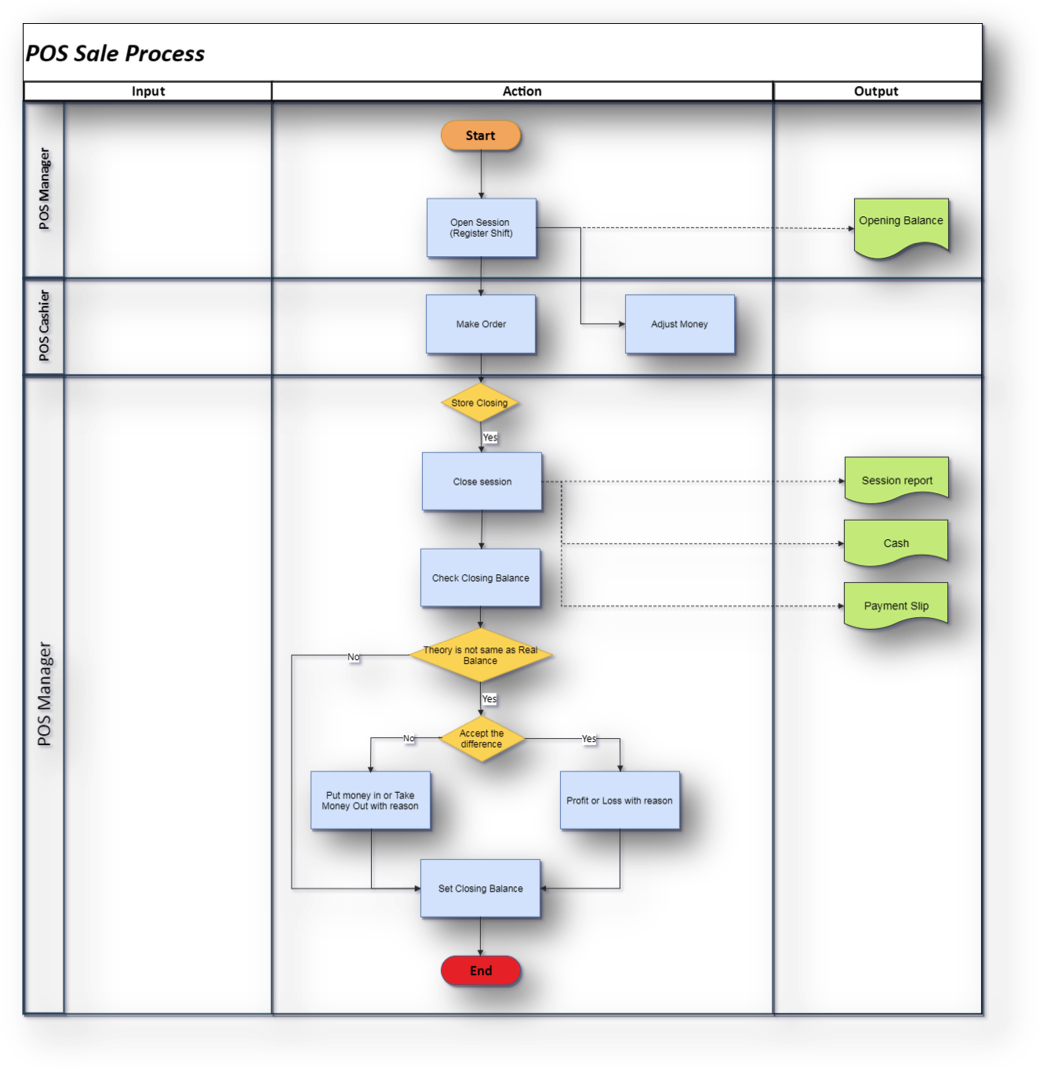 POS Sale Process
Input
Action
Output
POS Manager
Start
Open Session
(Register Shift)
Opening Balance
POS Cashier
Make Order
Adjust Money
POS Manager
Store Closing
Yes
Close session
Session report
Cash
Check Closing Balance
Payment Slip
Theory is not same as Real
Balance
No
Yes
Accept the
difference
No
Yes
Put money in or Take
Money Out with reason
Profit or Loss with reason
Set Closing Balance
End